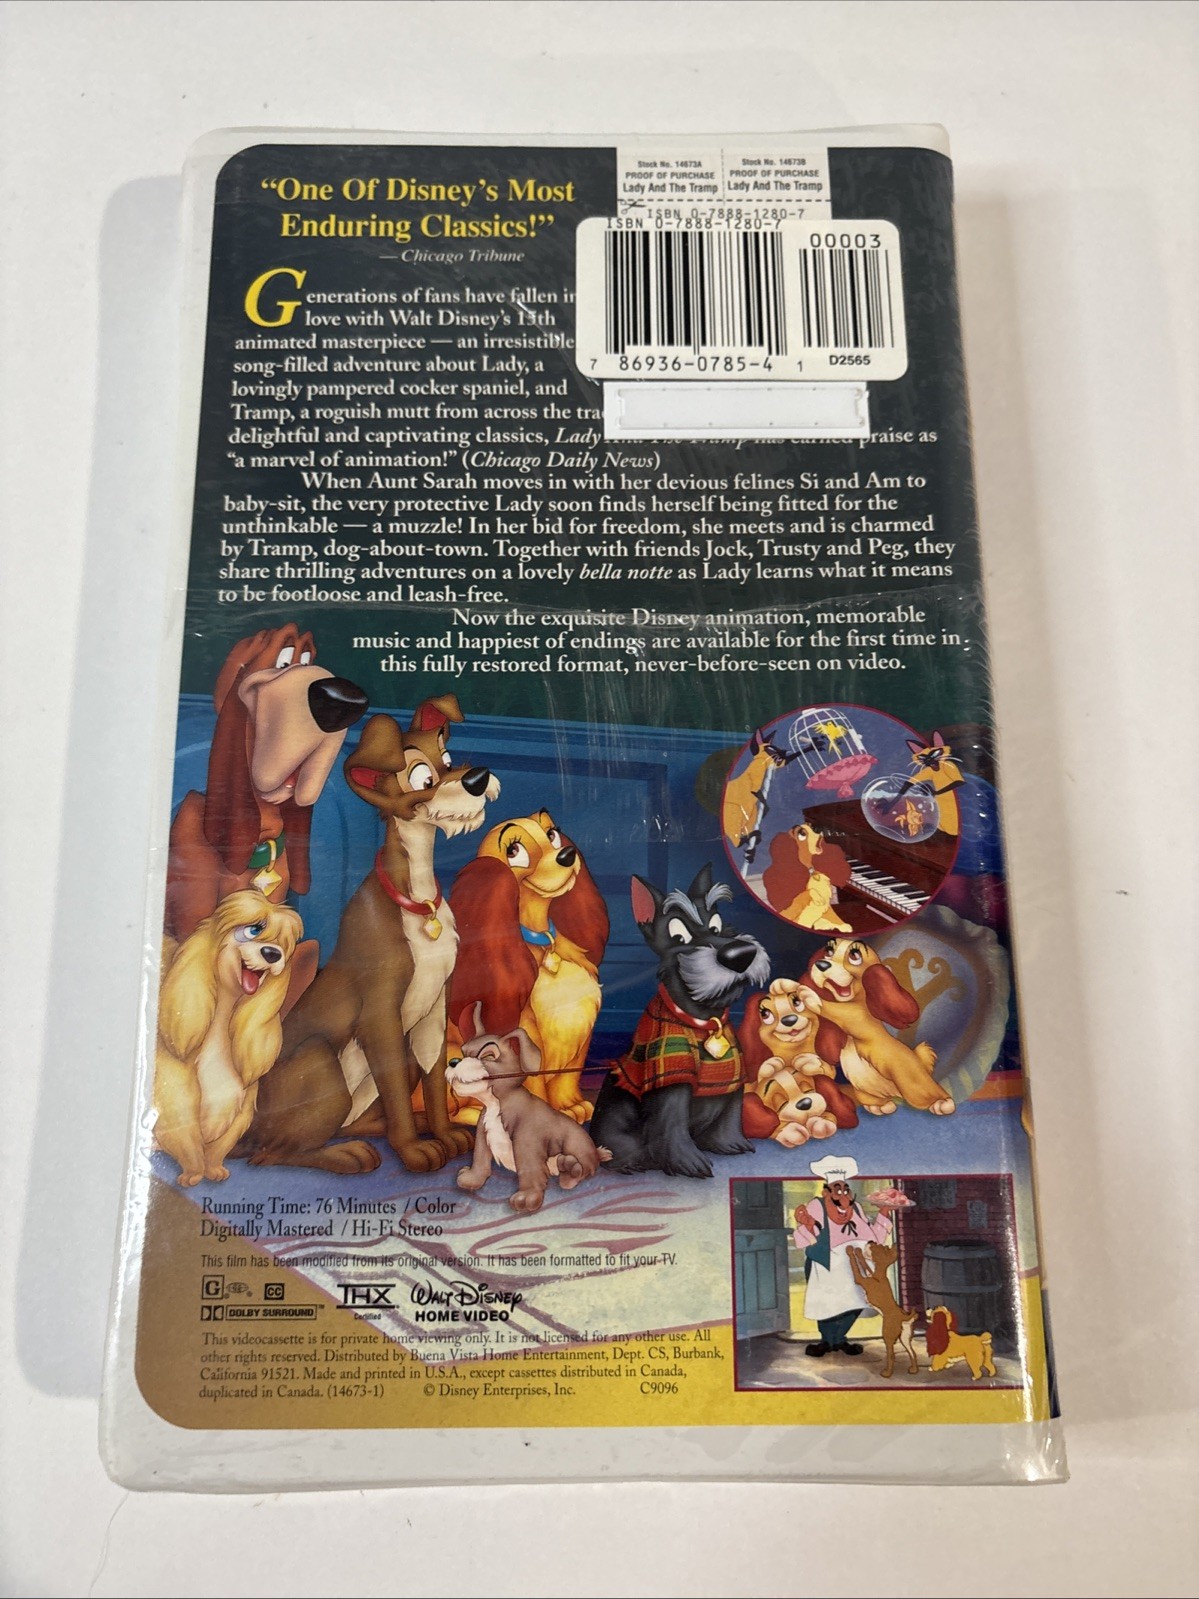 "One Of Disney's Most
Enduring Classics!"
— Chicago Tribune
Stock No. 14673A
PROOF OF PURCHASE
Lady And The Tramp
Stock No. 14673B
PROOF OF PURCHASE
Lady And The Tramp
ISBN 0-7888-1280-7
ISBN 0-7888-1280-7
00003
7 86936-0785-4 1
D2565
Generations of fans have fallen in
love with Walt Disney's 15th
animated masterpiece — an irresistible
song-filled adventure about Lady, a
lovingly pampered cocker spaniel, and
Tramp, a roguish mutt from across the
delightful and captivating classics, Lady And The Tramp has earned praise as
"a marvel of animation!" (Chicago Daily News)
When Aunt Sarah moves in with her devious felines Si and Am to
baby-sit, the very protective Lady soon finds herself being fitted for the
unthinkable — a muzzle! In her bid for freedom, she meets and is charmed
by Tramp, dog-about-town. Together with friends Jock, Trusty and Peg, they
share thrilling adventures on a lovely bella notte as Lady learns what it means
to be footloose and leash-free.
Now the exquisite Disney animation, memorable
music and happiest of endings are available for the first time in
this fully restored format, never-before-seen on video.
Running Time: 76 Minutes / Color
Digitally Mastered / Hi-Fi Stereo
This film has been modified from its original version. It has been formatted to fit your TV.
G CC
DOLBY SURROUND™
THX
Certified
Walt Disney
HOME VIDEO
This videocassette is for private home viewing only. It is not licensed for any other use. All
other rights reserved. Distributed by Buena Vista Home Entertainment, Dept. CS, Burbank,
California 91521. Made and printed in U.S.A., except cassettes distributed in Canada,
duplicated in Canada. (14673-1) © Disney Enterprises, Inc. C9096